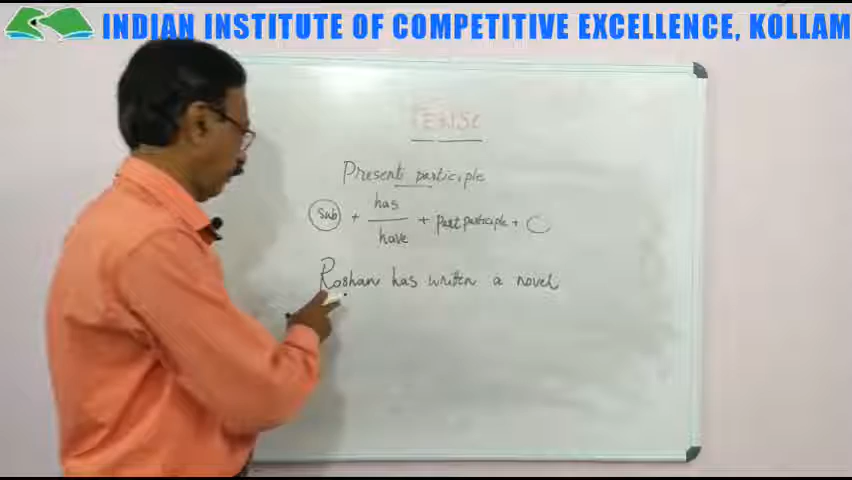 INDIAN INSTITUTE OF COMPETITIVE EXCELLENCE, KOLLAM
TENSE
Present participle
Sub + has / have + past participle +
Roshan has written a novel